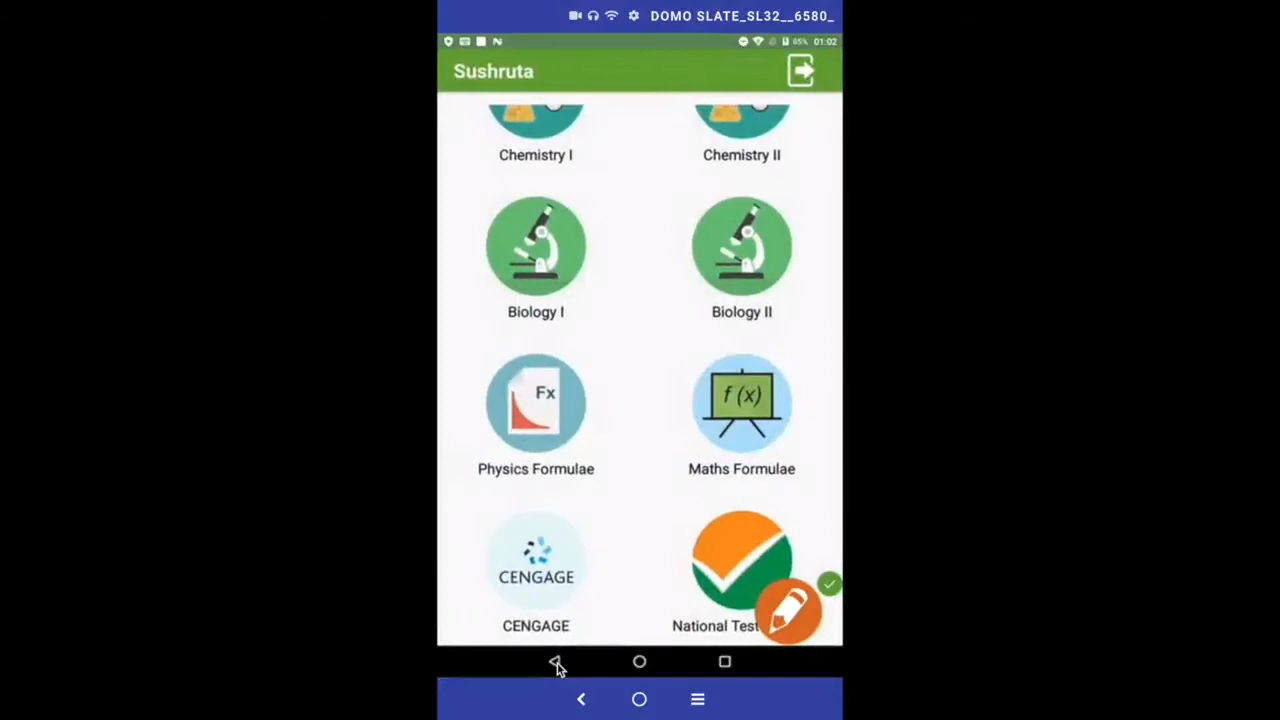 DOMO SLATE_SL32__6580_
85% 01:02
Sushruta
Chemistry I
Chemistry II
Biology I
Biology II
Fx
f (x)
Physics Formulae
Maths Formulae
CENGAGE
CENGAGE
National Test